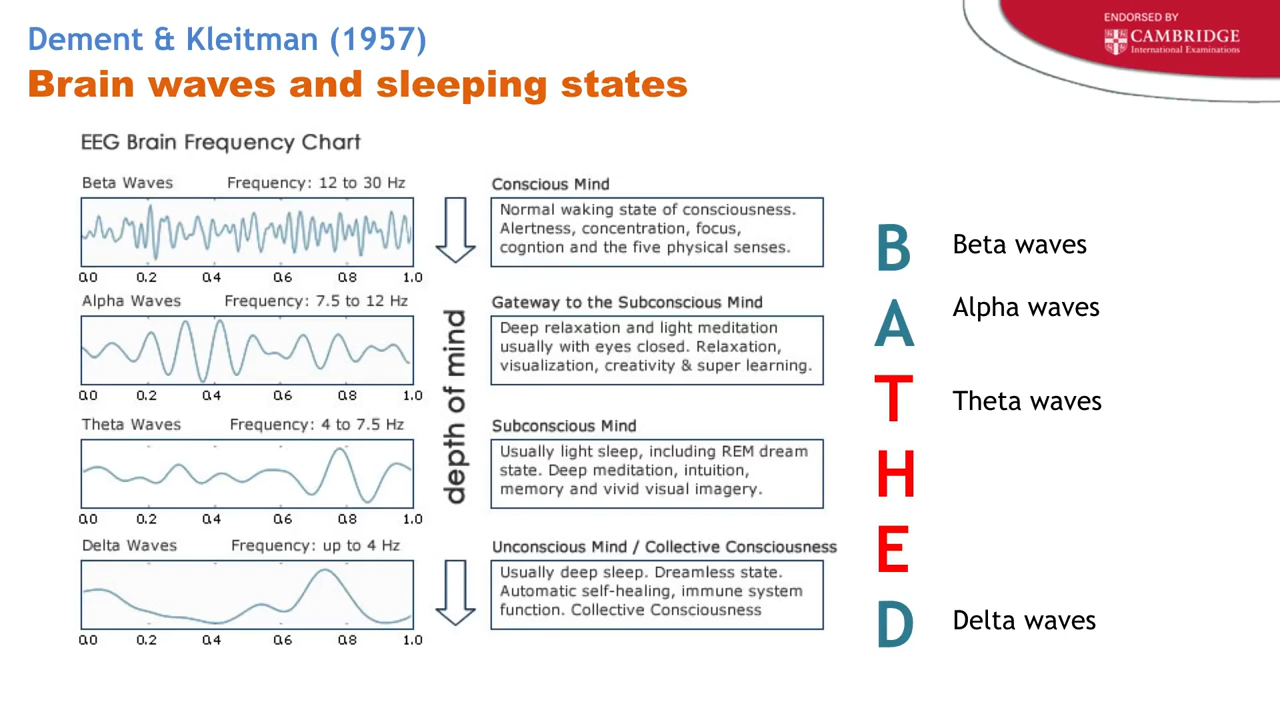 Dement & Kleitman (1957)
Brain waves and sleeping states
ENDORSED BY
CAMBRIDGE
International Examinations
EEG Brain Frequency Chart
Beta Waves Frequency: 12 to 30 Hz
0.0 0.2 0.4 0.6 0.8 1.0
Conscious Mind
Normal waking state of consciousness.
Alertness, concentration, focus,
cogntion and the five physical senses.
Alpha Waves Frequency: 7.5 to 12 Hz
0.0 0.2 0.4 0.6 0.8 1.0
Gateway to the Subconscious Mind
Deep relaxation and light meditation
usually with eyes closed. Relaxation,
visualization, creativity & super learning.
depth of mind
Theta Waves Frequency: 4 to 7.5 Hz
0.0 0.2 0.4 0.6 0.8 1.0
Subconscious Mind
Usually light sleep, including REM dream
state. Deep meditation, intuition,
memory and vivid visual imagery.
Delta Waves Frequency: up to 4 Hz
0.0 0.2 0.4 0.6 0.8 1.0
Unconscious Mind / Collective Consciousness
Usually deep sleep. Dreamless state.
Automatic self-healing, immune system
function. Collective Consciousness
B Beta waves
A Alpha waves
T Theta waves
H
E
D Delta waves